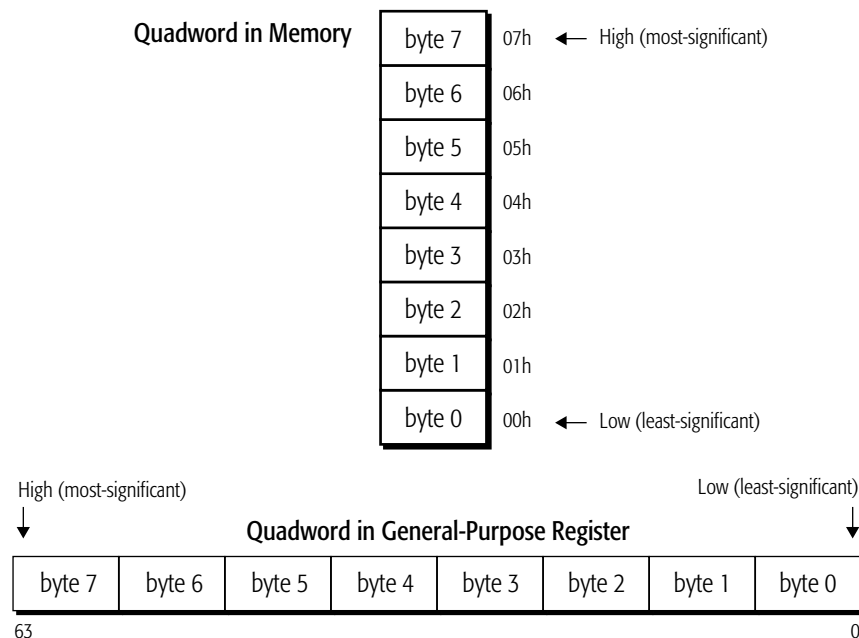 Quadword in Memory
byte 7 07h High (most-significant)
byte 6 06h
byte 5 05h
byte 4 04h
byte 3 03h
byte 2 02h
byte 1 01h
byte 0 00h Low (least-significant)
High (most-significant) Low (least-significant)
Quadword in General-Purpose Register
byte 7 byte 6 byte 5 byte 4 byte 3 byte 2 byte 1 byte 0
63 0